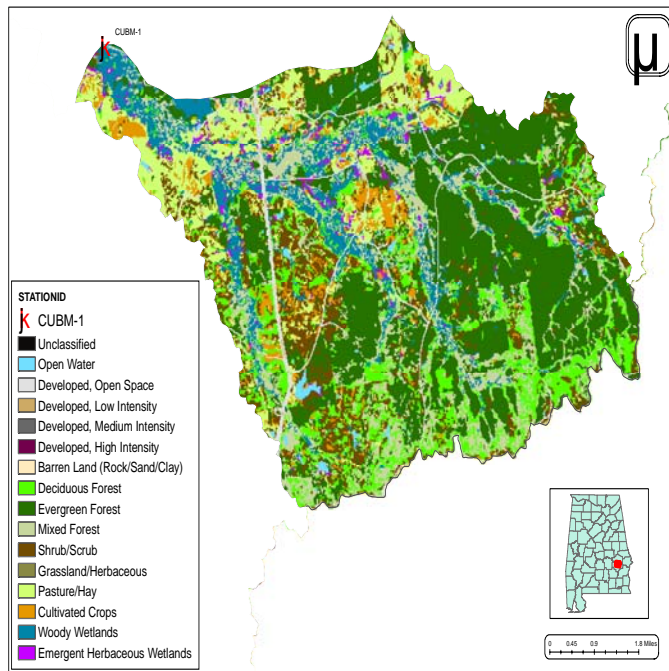 CUBM-1
µ
STATIONID
CUBM-1
Unclassified
Open Water
Developed, Open Space
Developed, Low Intensity
Developed, Medium Intensity
Developed, High Intensity
Barren Land (Rock/Sand/Clay)
Deciduous Forest
Evergreen Forest
Mixed Forest
Shrub/Scrub
Grassland/Herbaceous
Pasture/Hay
Cultivated Crops
Woody Wetlands
Emergent Herbaceous Wetlands
0 0.45 0.9 1.8 Miles